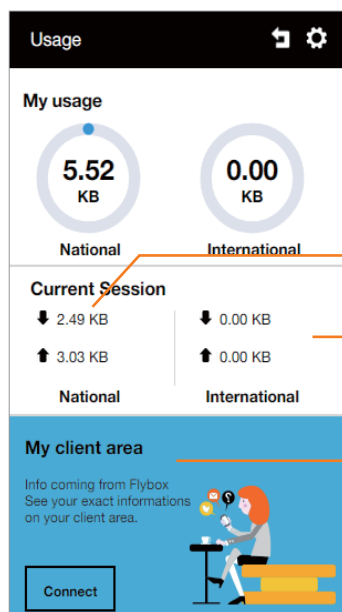 Usage
My usage
5.52
KB
0.00
KB
National
International
Current Session
2.49 KB
0.00 KB
3.03 KB
0.00 KB
National
International
My client area
Info coming from Flybox
See your exact informations
on your client area.
Connect